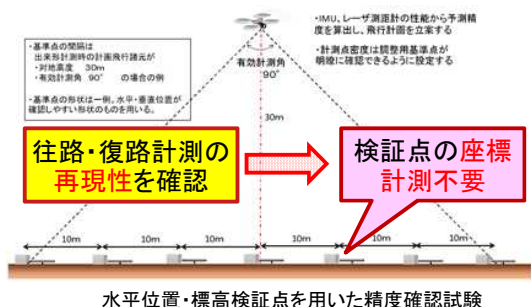 ・IMU、レーザ測距計の性能から予測精
度を算出し、飛行計画を立案する
・計測点密度は調整用基準点が
明瞭に確認できるように設定する
・基準点の間隔は
出来形計測時の計画飛行諸元が
・対地高度 30m
・有効計測角 90° の場合の例
・基準点の形状は一例。水平・垂直位置が
確認しやすい形状のものを用いる。
有効計測角
90°
30m
往路・復路計測の
再現性を確認
検証点の座標
計測不要
10m 10m 10m 10m 10m 10m
水平位置・標高検証点を用いた精度確認試験